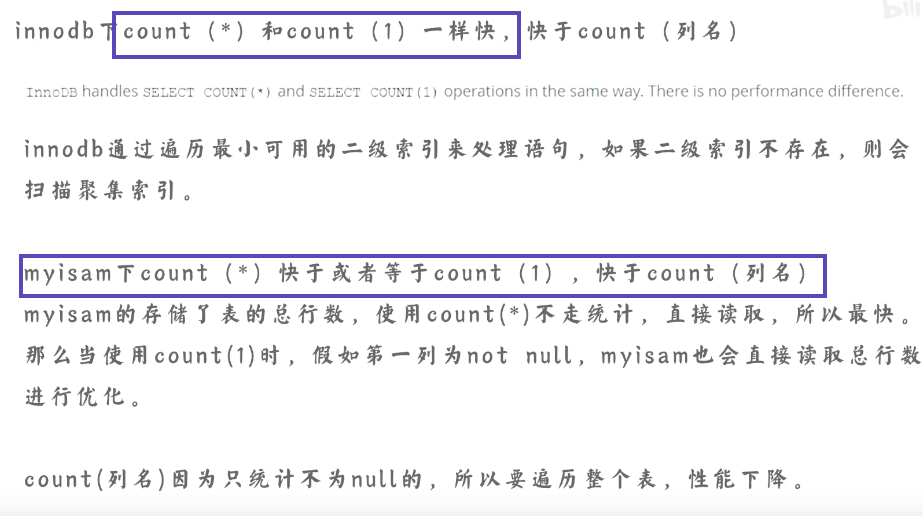 innodb下count（*）和count（1）一样快，快于count（列名）
InnoDB handles SELECT COUNT(*) and SELECT COUNT(1) operations in the same way. There is no performance difference.
innodb通过遍历最小可用的二级索引来处理语句，如果二级索引不存在，则会
扫描聚集索引。
myisam下count（*）快于或者等于count（1），快于count（列名）
myisam的存储了表的总行数，使用count(*)不走统计，直接读取，所以最快。
那么当使用count(1)时，假如第一列为not null，myisam也会直接读取总行数
进行优化。
count(列名)因为只统计不为null的，所以要遍历整个表，性能下降。